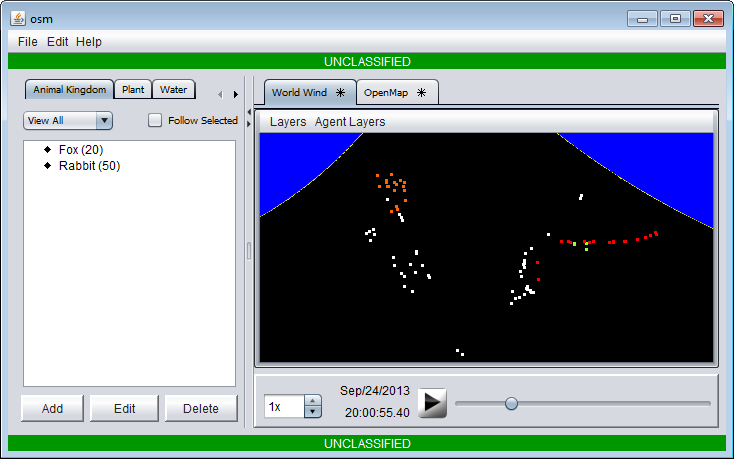 osm
File Edit Help
UNCLASSIFIED
Animal Kingdom Plant Water
View All Follow Selected
Fox (20)
Rabbit (50)
Add Edit Delete
World Wind OpenMap
Layers Agent Layers
1x
Sep/24/2013
20:00:55.40
UNCLASSIFIED